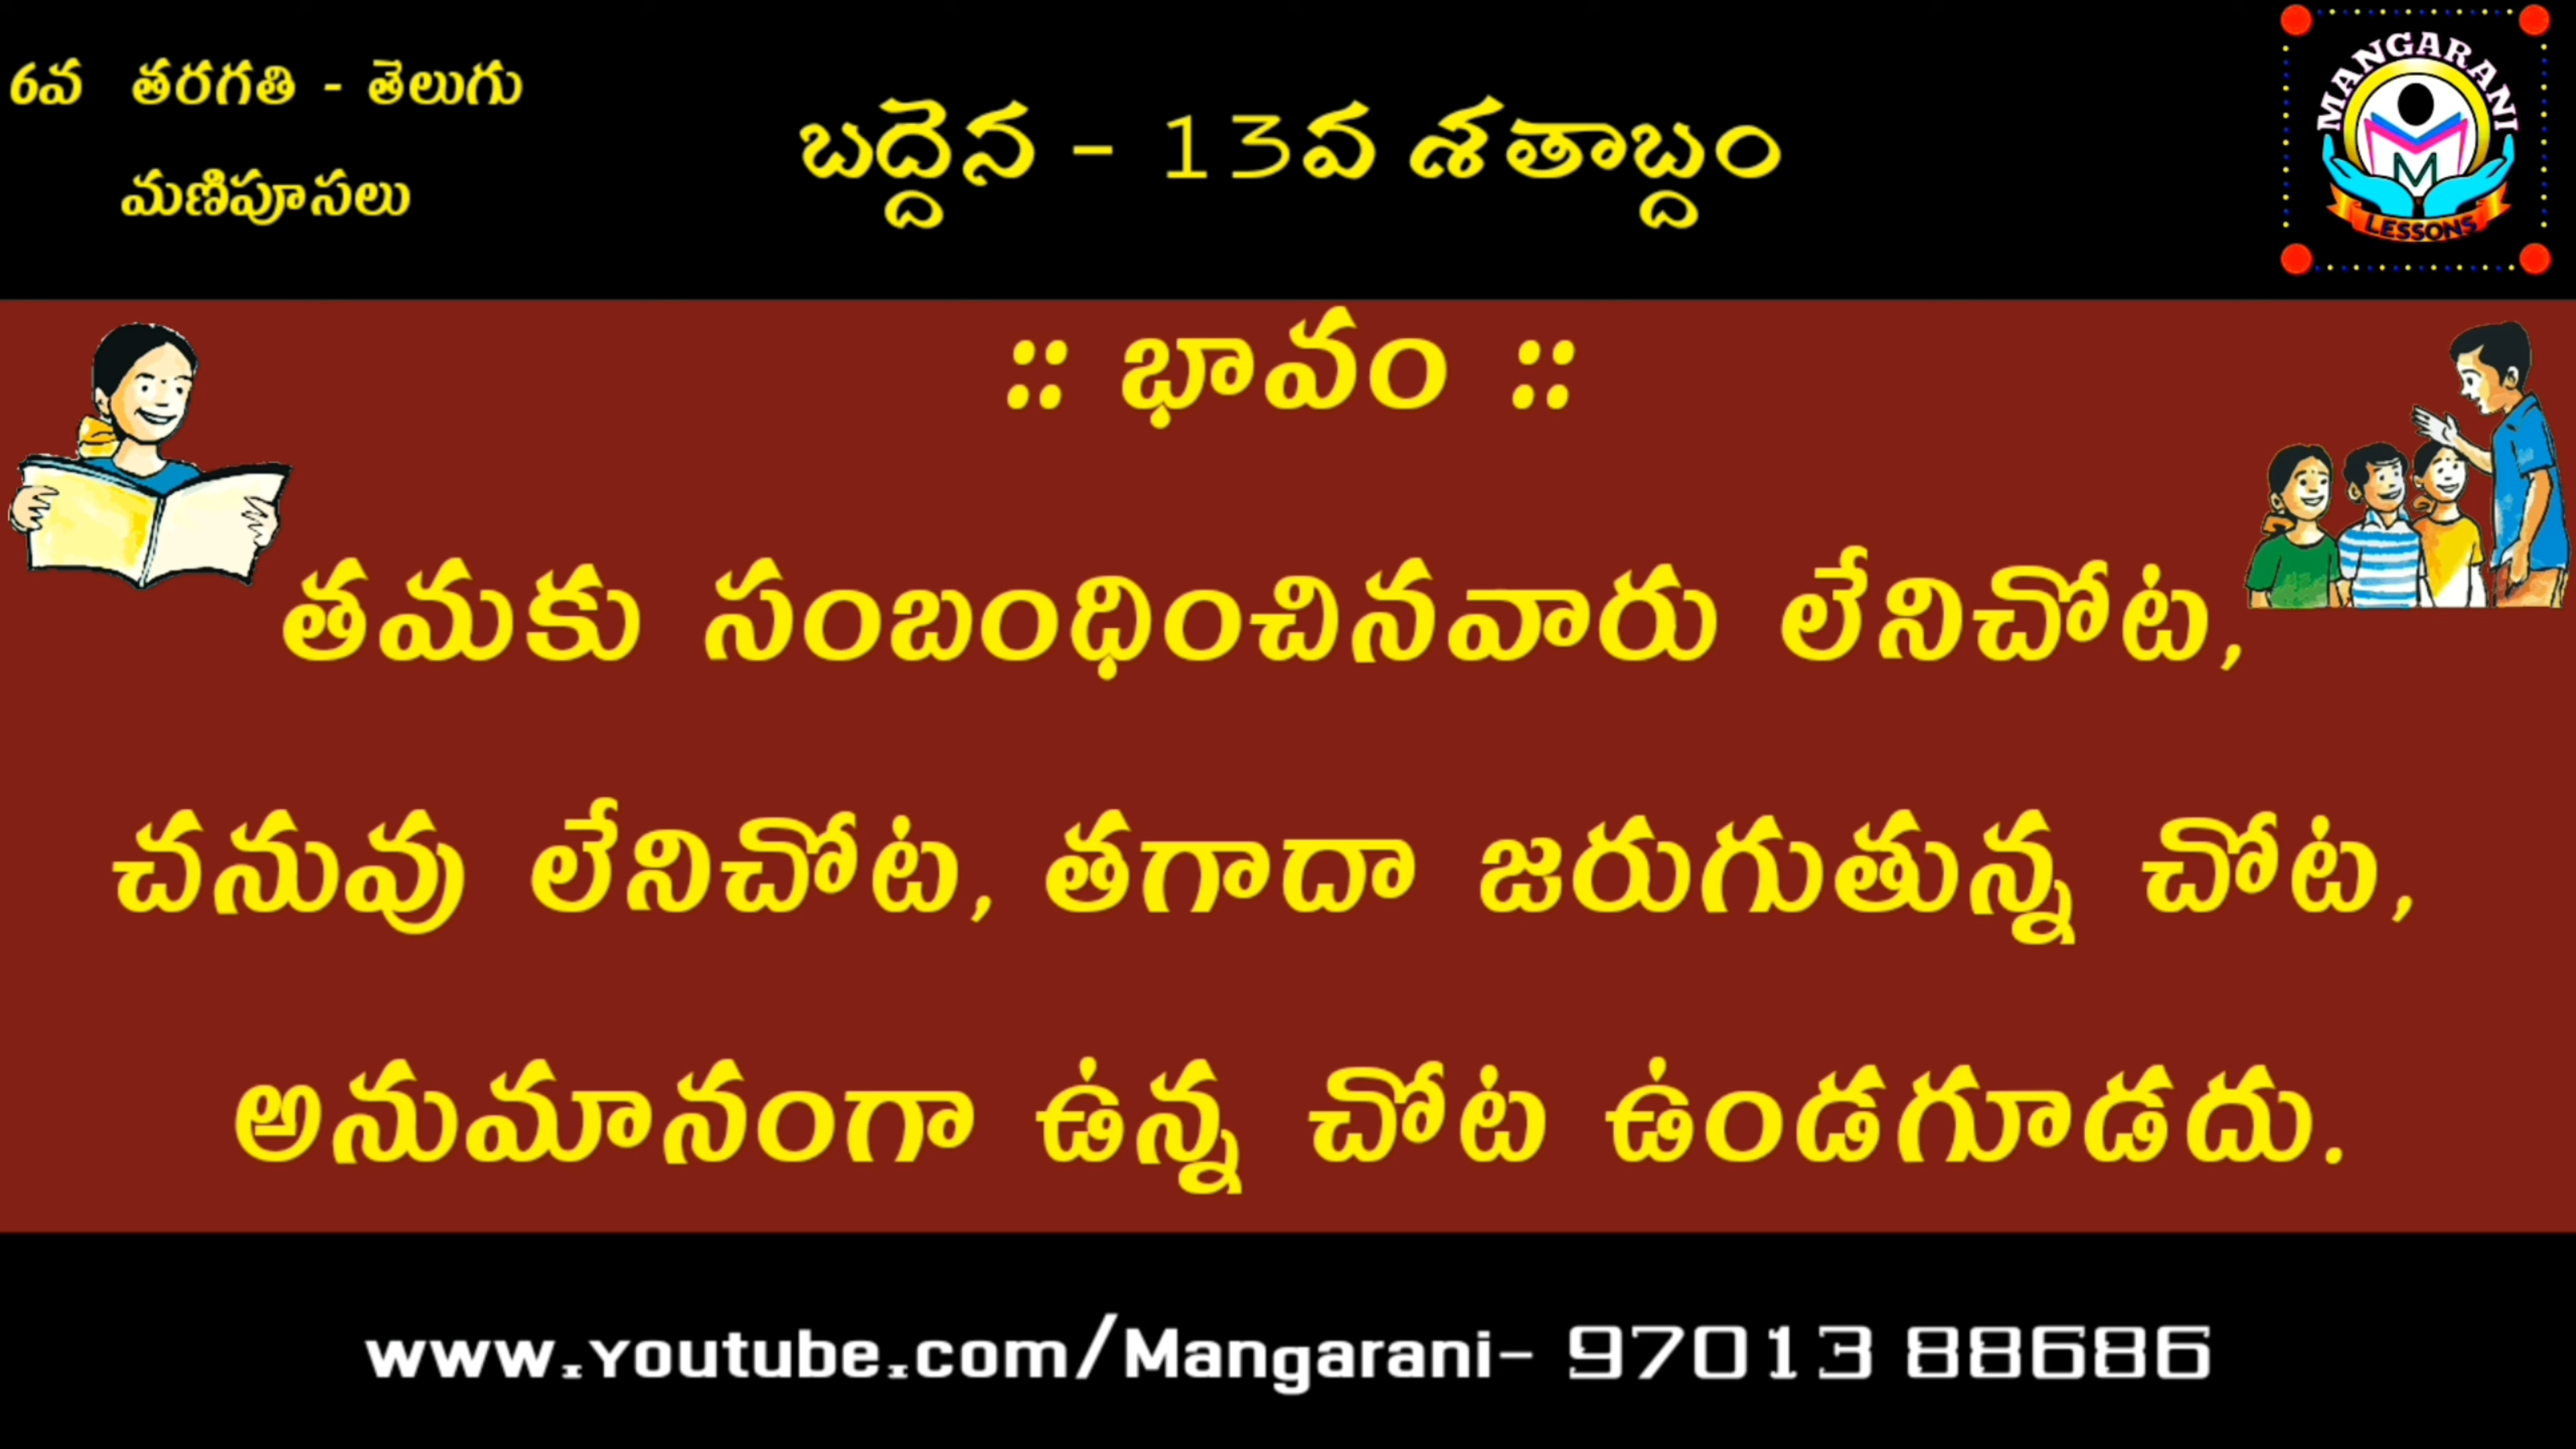 6వ తరగతి - తెలుగు
మణిపూసలు
బద్దెన - 13వ శతాబ్దం
MANGARANI
M
LESSONS
:: భావం ::
తమకు సంబంధించినవారు లేనిచోట,
చనువు లేనిచోట, తగాదా జరుగుతున్న చోట,
అనుమానంగా ఉన్న చోట ఉండగూడదు.
www.youtube.com/Mangarani- 97013 88686